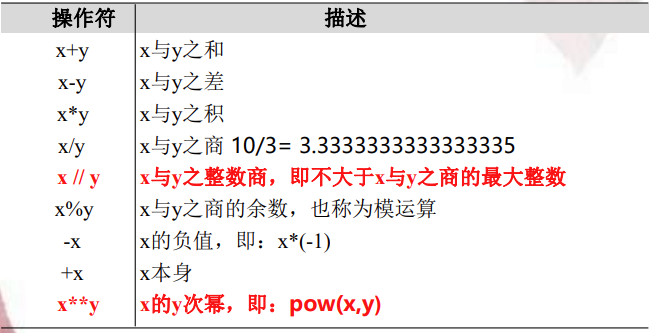 操作符 描述
x+y x与y之和
x-y x与y之差
x*y x与y之积
x/y x与y之商 10/3= 3.3333333333333335
x // y x与y之整数商，即不大于x与y之商的最大整数
x%y x与y之商的余数，也称为模运算
-x x的负值，即：x*(-1)
+x x本身
x**y x的y次幂，即：pow(x,y)